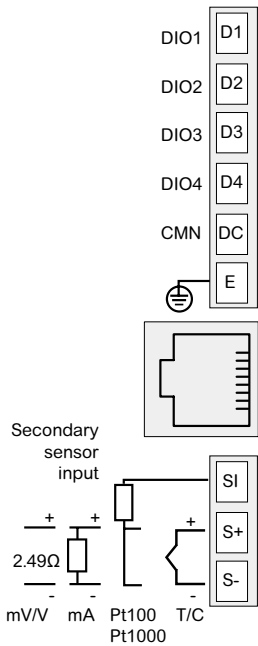 DIO1 D1
DIO2 D2
DIO3 D3
DIO4 D4
CMN DC
E
Secondary
sensor
input
SI
+ + + S+
2.49Ω
- - - S-
mV/V mA Pt100 T/C
Pt1000